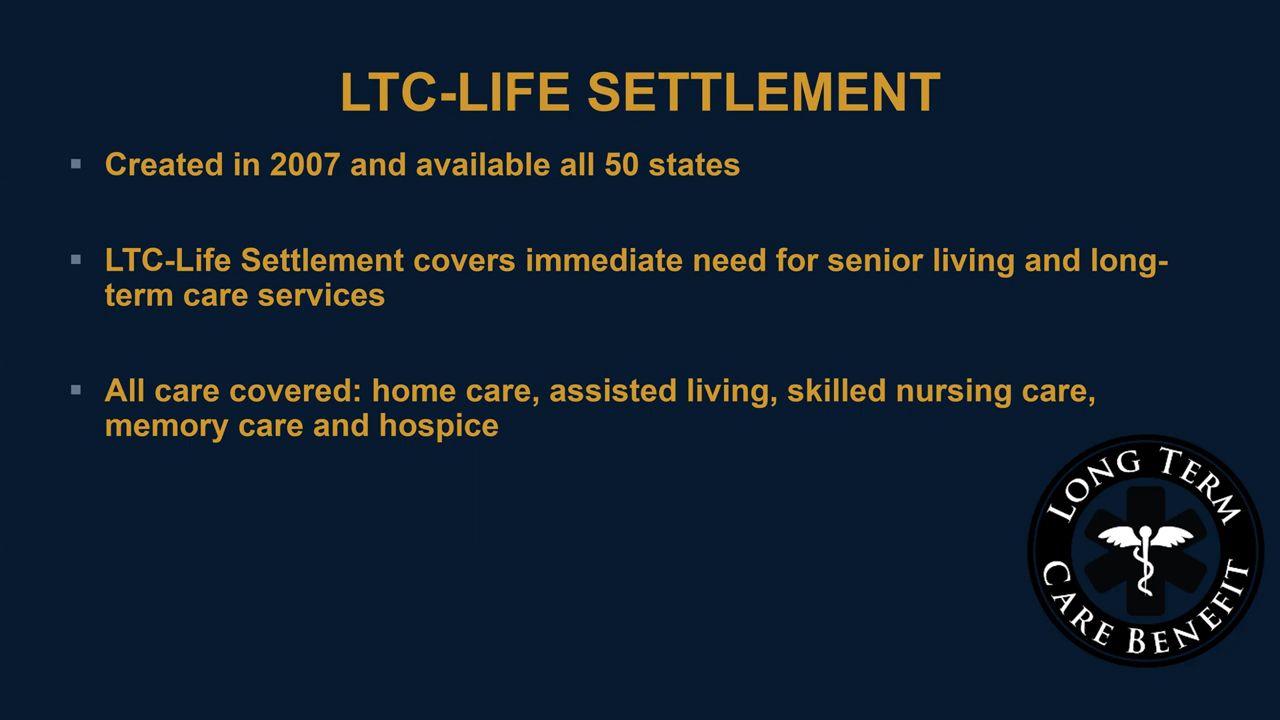 LTC-LIFE SETTLEMENT
▪ Created in 2007 and available all 50 states
▪ LTC-Life Settlement covers immediate need for senior living and long-
term care services
▪ All care covered: home care, assisted living, skilled nursing care,
memory care and hospice
LONG TERM
CARE BENEFIT